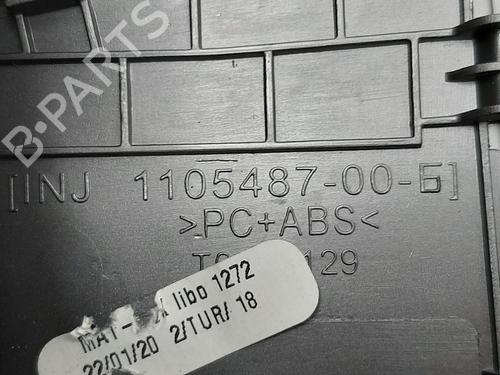 B-PARTS
[INJ 1105487-00-E]
>PC+ABS<
129
libo 1272
22/01/20 2/TUR/ 18